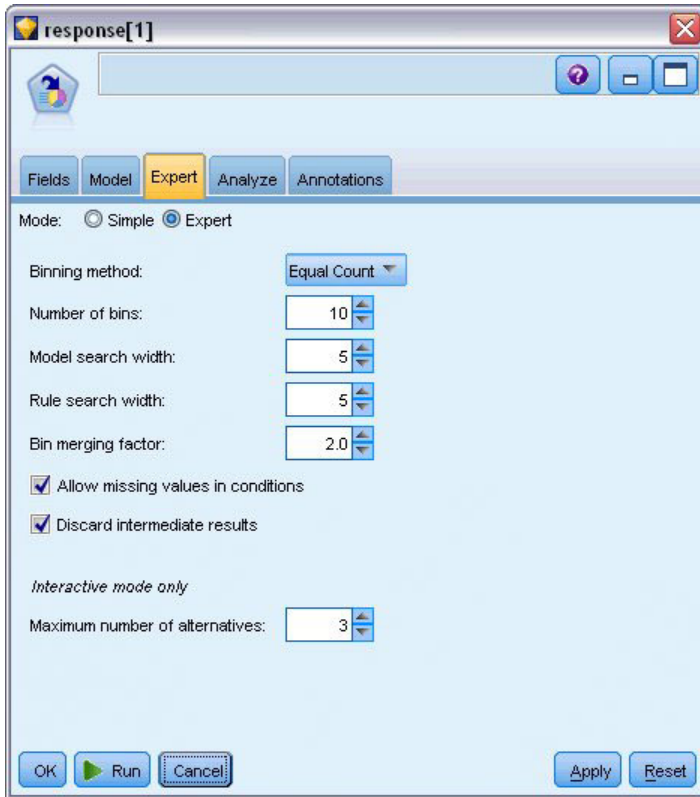 response[1]
Fields Model Expert Analyze Annotations
Mode: Simple Expert
Binning method: Equal Count
Number of bins: 10
Model search width: 5
Rule search width: 5
Bin merging factor: 2.0
Allow missing values in conditions
Discard intermediate results
Interactive mode only
Maximum number of alternatives: 3
OK Run Cancel Apply Reset